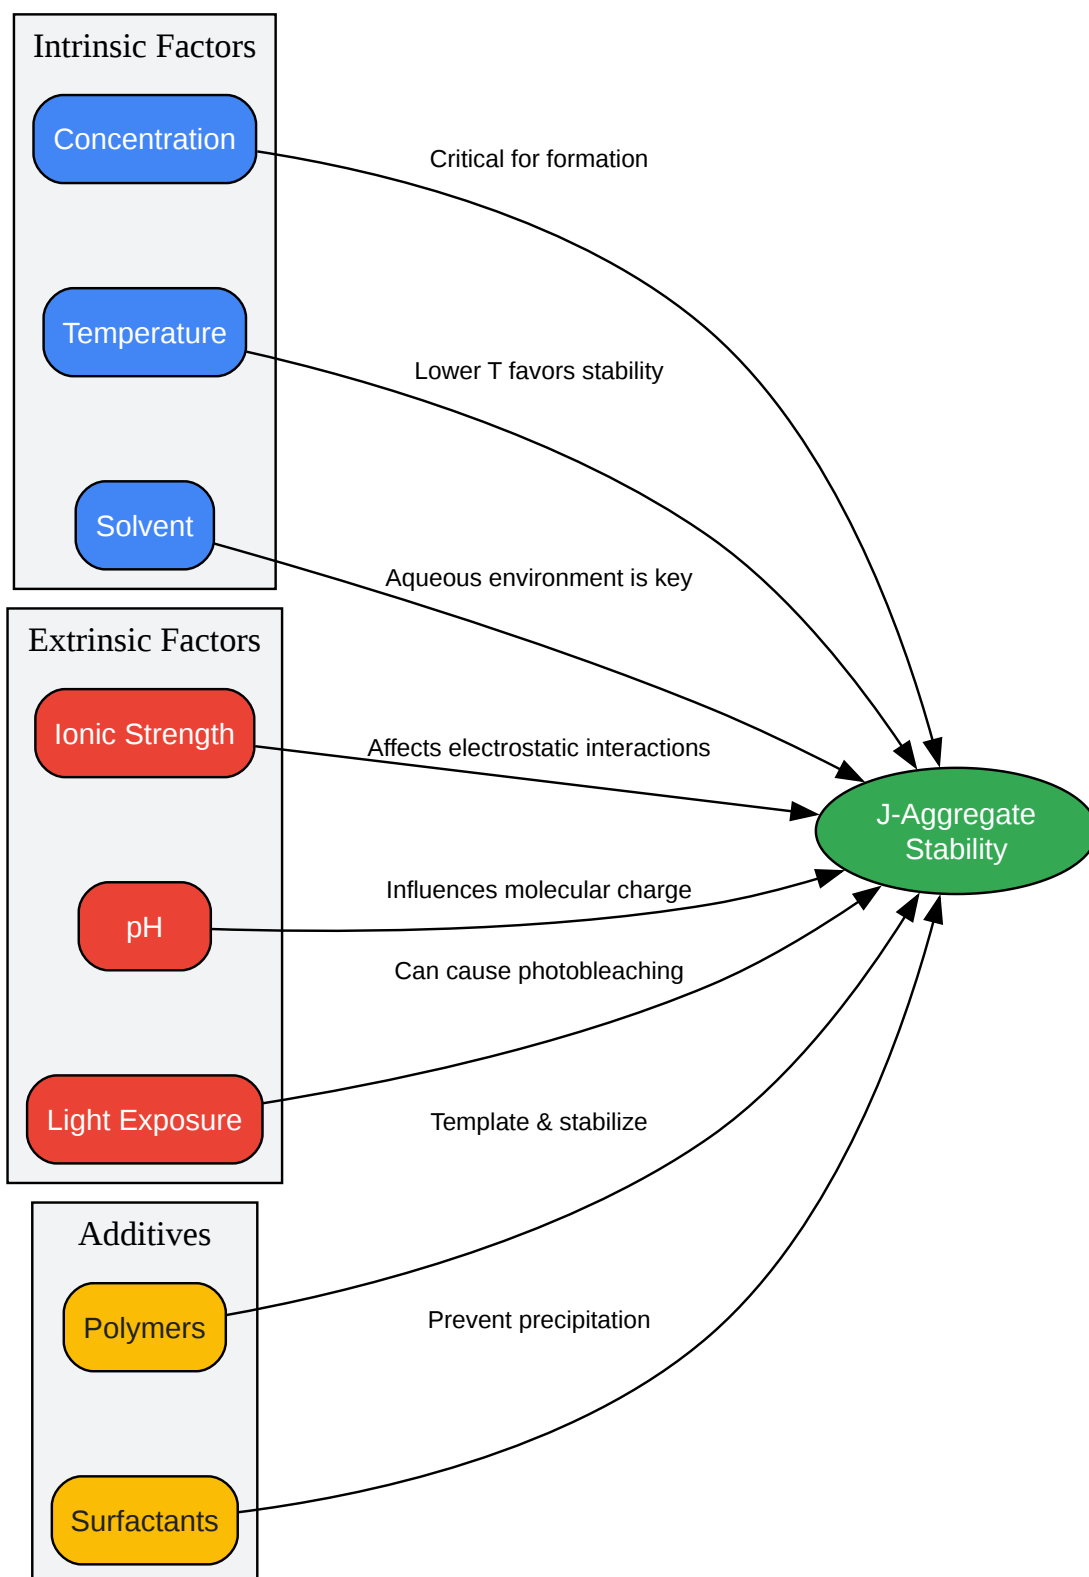 Intrinsic Factors
Concentration
Critical for formation
Temperature
Lower T favors stability
Solvent
Aqueous environment is key
Extrinsic Factors
Ionic Strength
Affects electrostatic interactions
J-Aggregate
Stability
pH
Influences molecular charge
Can cause photobleaching
Light Exposure
Template & stabilize
Additives
Polymers
Prevent precipitation
Surfactants